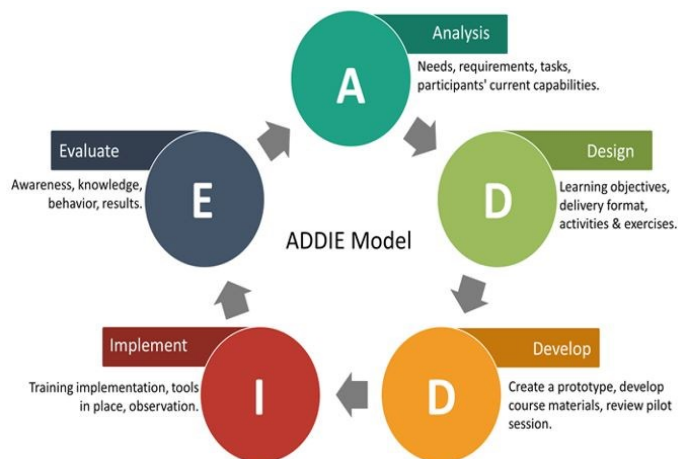 Analysis
A
Needs, requirements, tasks,
participants' current capabilities.
Design
D
Learning objectives,
delivery format,
activities & exercises.
Develop
D
Create a prototype, develop
course materials, review pilot
session.
Implement
I
Training implementation, tools
in place, observation.
Evaluate
E
Awareness, knowledge,
behavior, results.
ADDIE Model